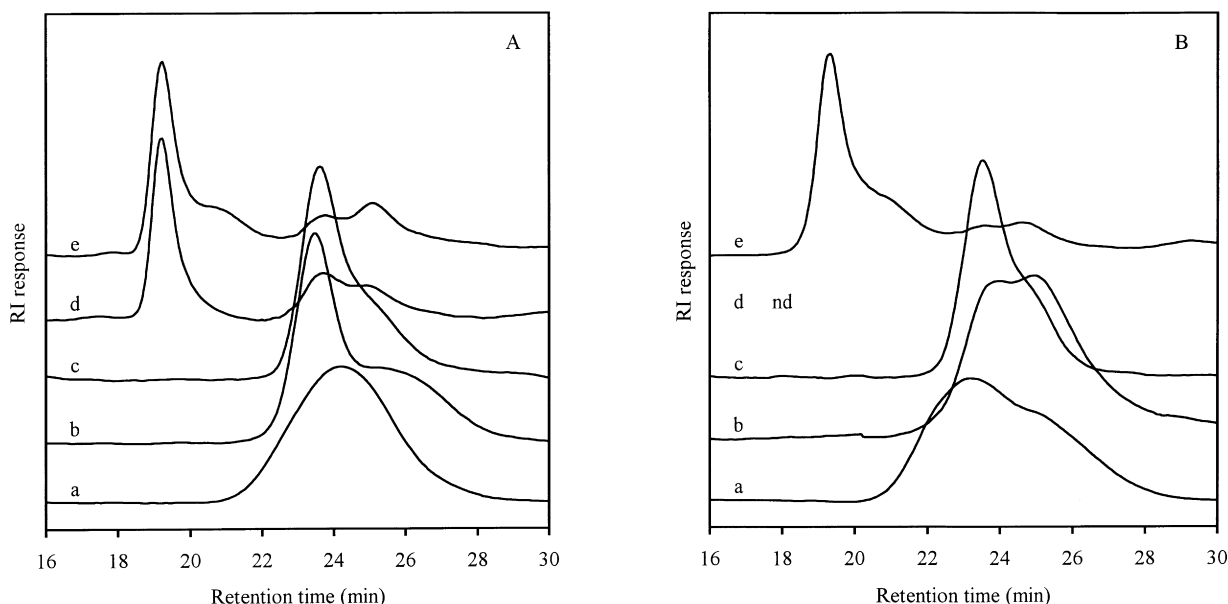 A
RI response
e
d
c
b
a
16 18 20 22 24 26 28 30
Retention time (min)
B
RI response
e
d nd
c
b
a
16 18 20 22 24 26 28 30
Retention time (min)